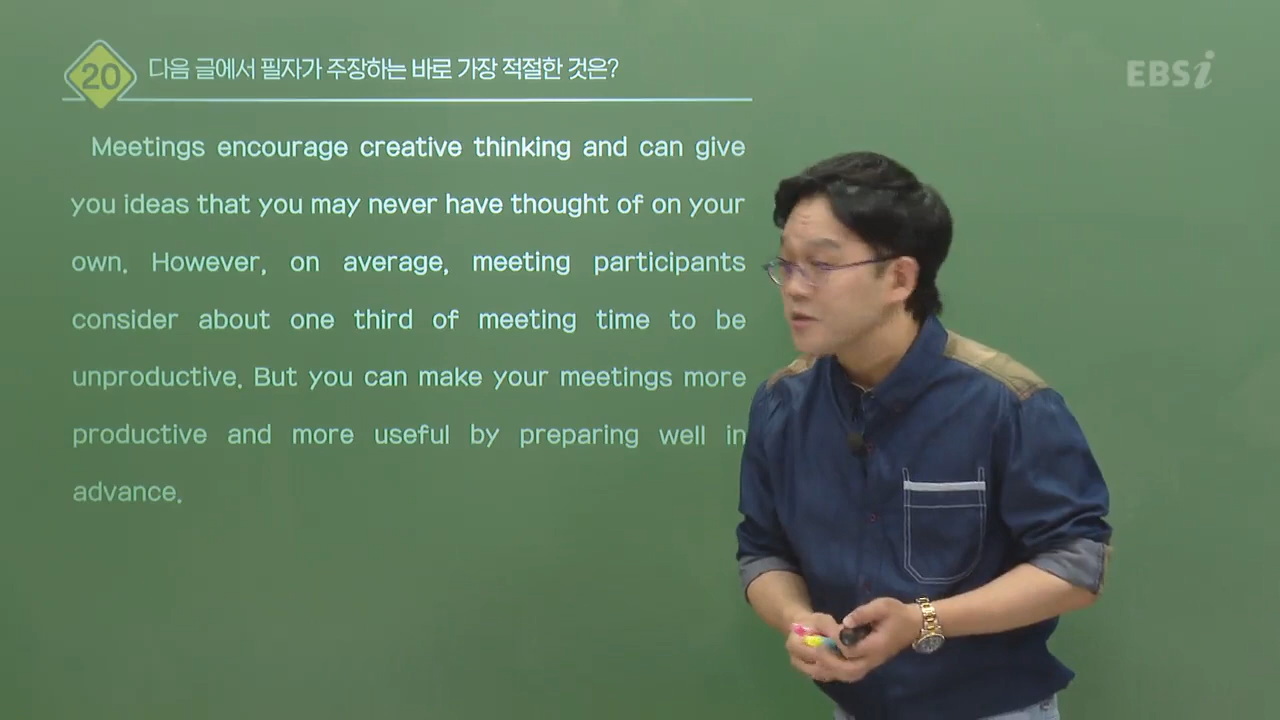 20 다음 글에서 필자가 주장하는 바로 가장 적절한 것은?
EBSi
Meetings encourage creative thinking and can give
you ideas that you may never have thought of on your
own. However, on average, meeting participants
consider about one third of meeting time to be
unproductive. But you can make your meetings more
productive and more useful by preparing well in
advance.